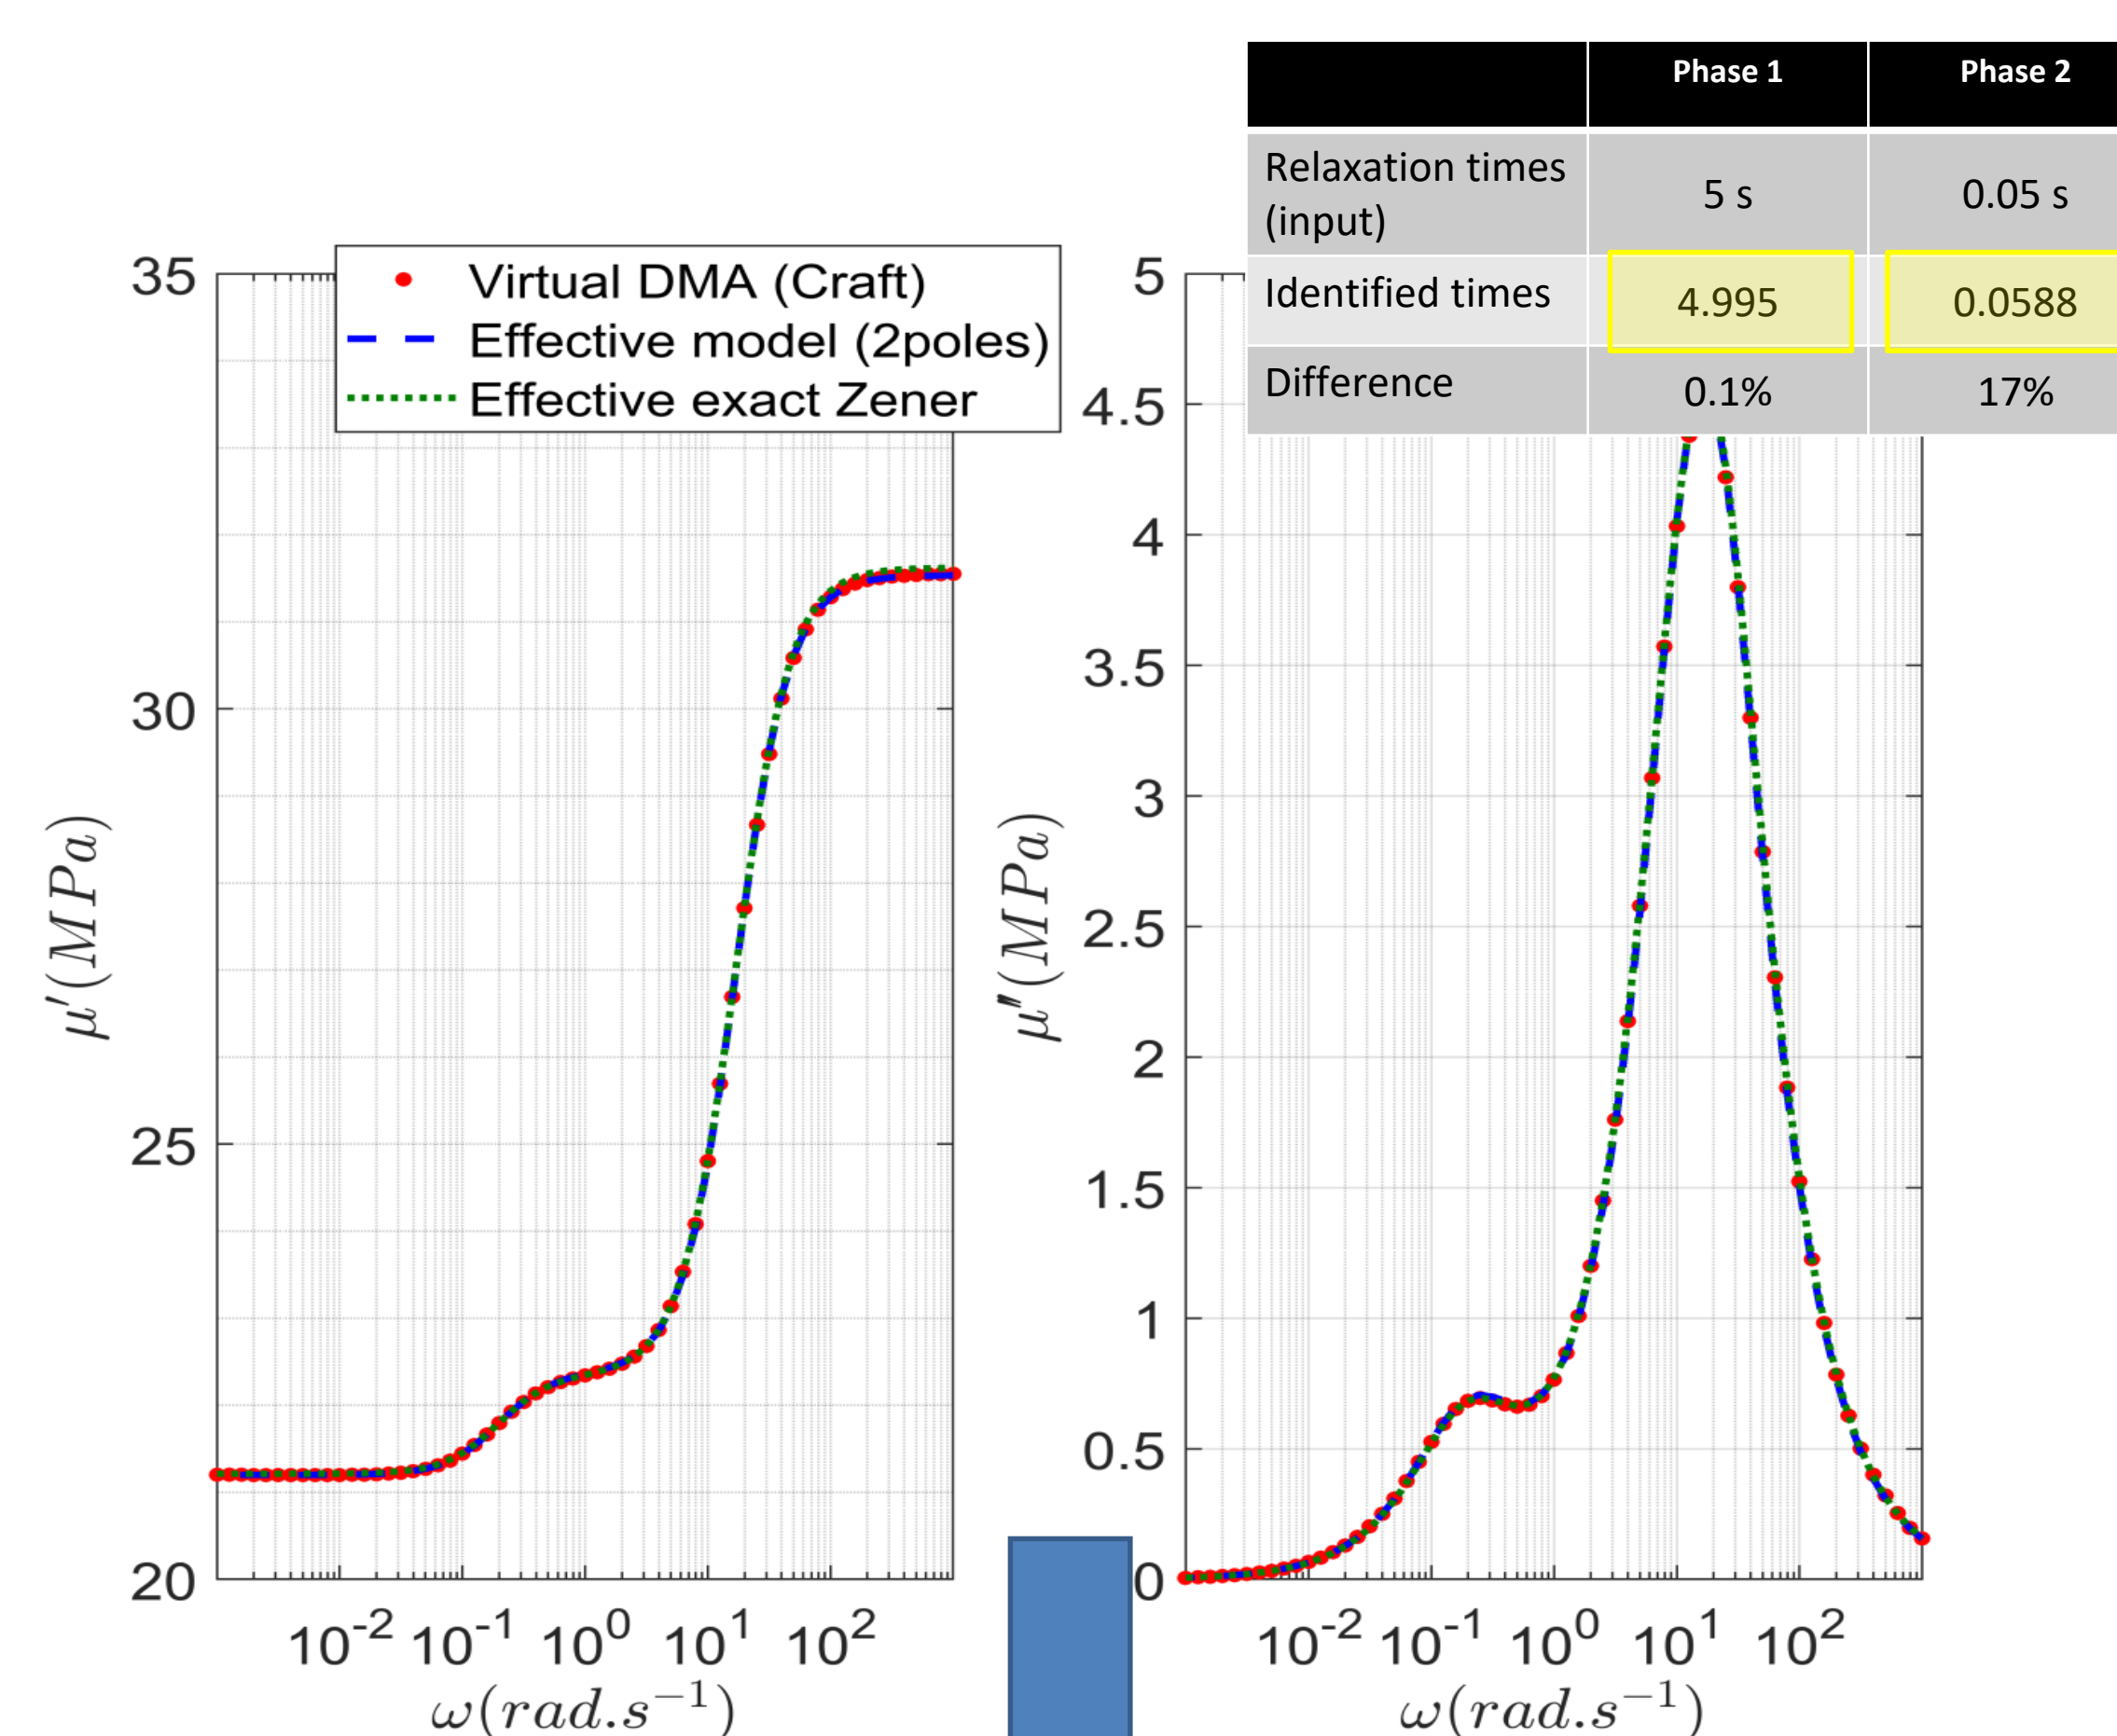 Phase 1 Phase 2
Relaxation times
(input)
5 s 0.05 s
Identified times 4.995 0.0588
Difference 0.1% 17%
Virtual DMA (Craft)
Effective model (2poles)
Effective exact Zener
35
30
25
20
μ′(MPa)
10⁻² 10⁻¹ 10⁰ 10¹ 10²
ω(rad.s⁻¹)
5
4.5
4
3.5
3
2.5
2
1.5
1
0.5
0
μ″(MPa)
10⁻² 10⁻¹ 10⁰ 10¹ 10²
ω(rad.s⁻¹)